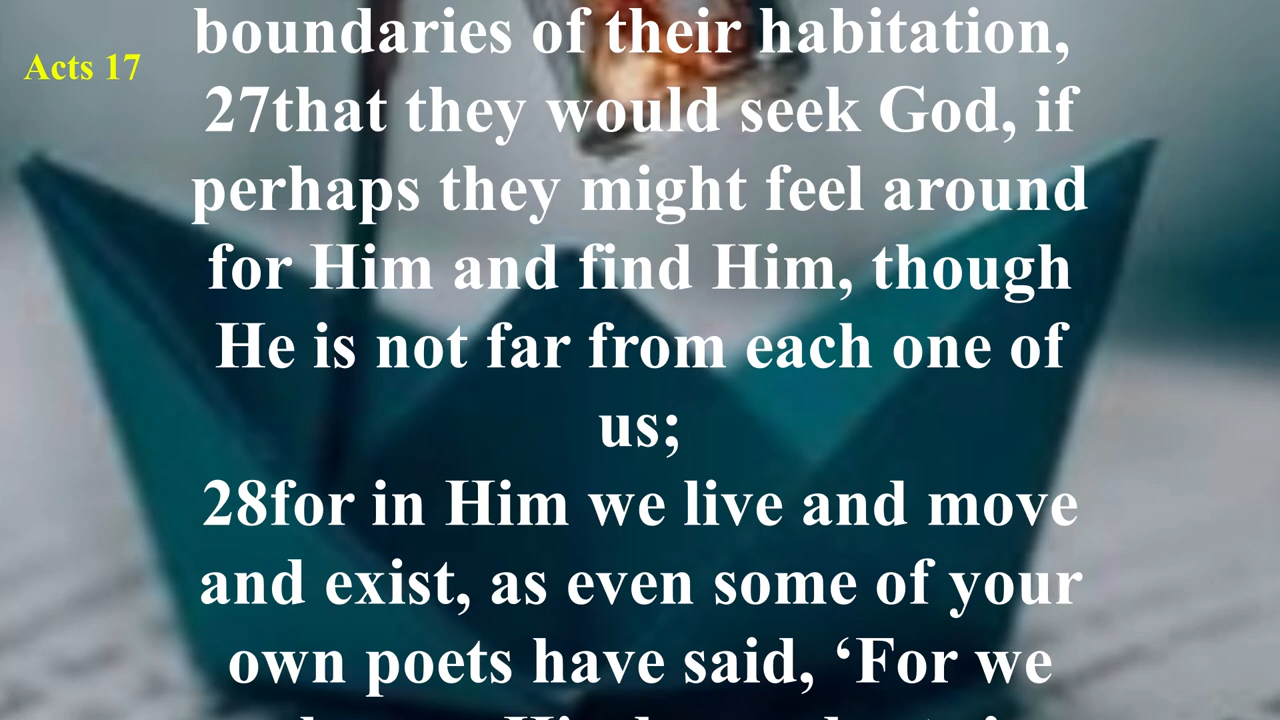 boundaries of their habitation,
Acts 17
27that they would seek God, if
perhaps they might feel around
for Him and find Him, though
He is not far from each one of
us;
28for in Him we live and move
and exist, as even some of your
own poets have said, ‘For we